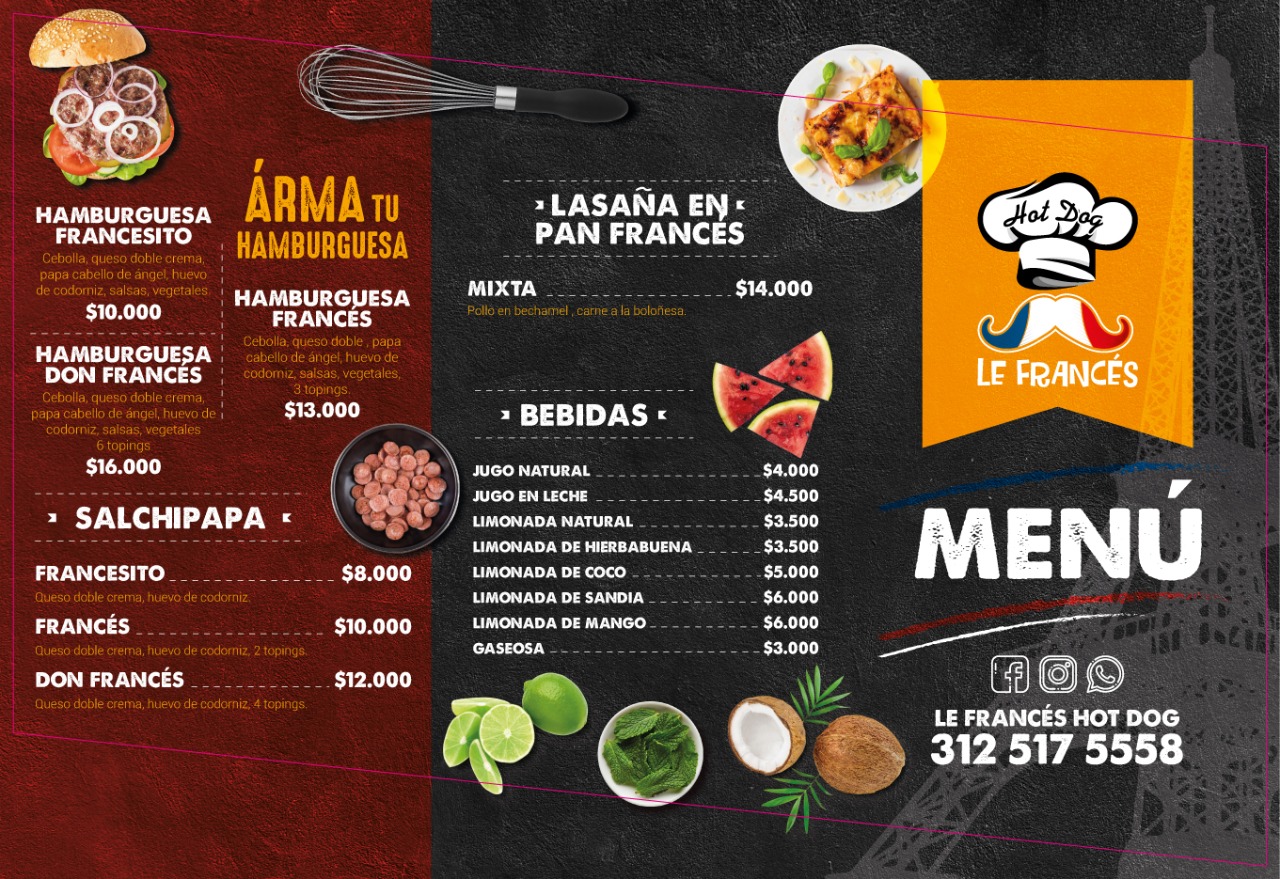 HAMBURGUESA
FRANCESITO
Cebolla, queso doble crema,
papa cabello de ángel, huevo
de codorniz, salsas, vegetales
$10.000
HAMBURGUESA
DON FRANCÉS
Cebolla, queso doble crema,
papa cabello de ángel, huevo de
codorniz, salsas, vegetales
6 topings
$16.000
ÁRMA TU
HAMBURGUESA
HAMBURGUESA
FRANCÉS
Cebolla, queso doble , papa
cabello de ángel, huevo de
codorniz, salsas, vegetales,
3 topings.
$13.000
SALCHIPAPA
FRANCESITO $8.000
Queso doble crema, huevo de codorniz.
FRANCÉS $10.000
Queso doble crema, huevo de codorniz, 2 topings.
DON FRANCÉS $12.000
Queso doble crema, huevo de codorniz, 4 topings.
LASAÑA EN
PAN FRANCÉS
MIXTA $14.000
Pollo en bechamel , carne a la boloñesa.
BEBIDAS
JUGO NATURAL $4.000
JUGO EN LECHE $4.500
LIMONADA NATURAL $3.500
LIMONADA DE HIERBABUENA $3.500
LIMONADA DE COCO $5.000
LIMONADA DE SANDIA $6.000
LIMONADA DE MANGO $6.000
GASEOSA $3.000
Hot Dog
LE FRANCÉS
MENÚ
LE FRANCÉS HOT DOG
312 517 5558